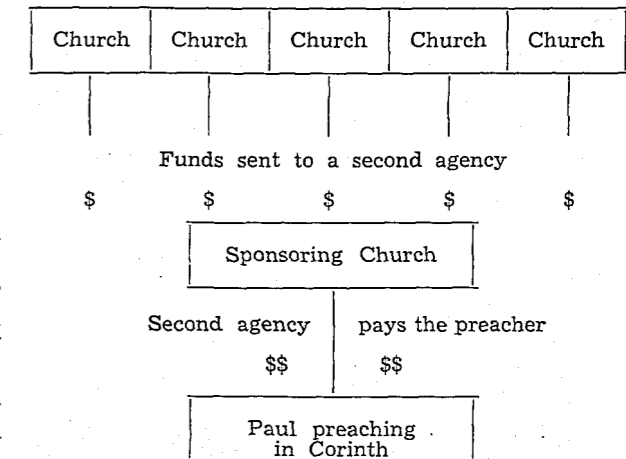 Church Church Church Church Church
Funds sent to a second agency
$ $ $ $ $
Sponsoring Church
Second agency pays the preacher
$$ $$
Paul preaching
in Corinth